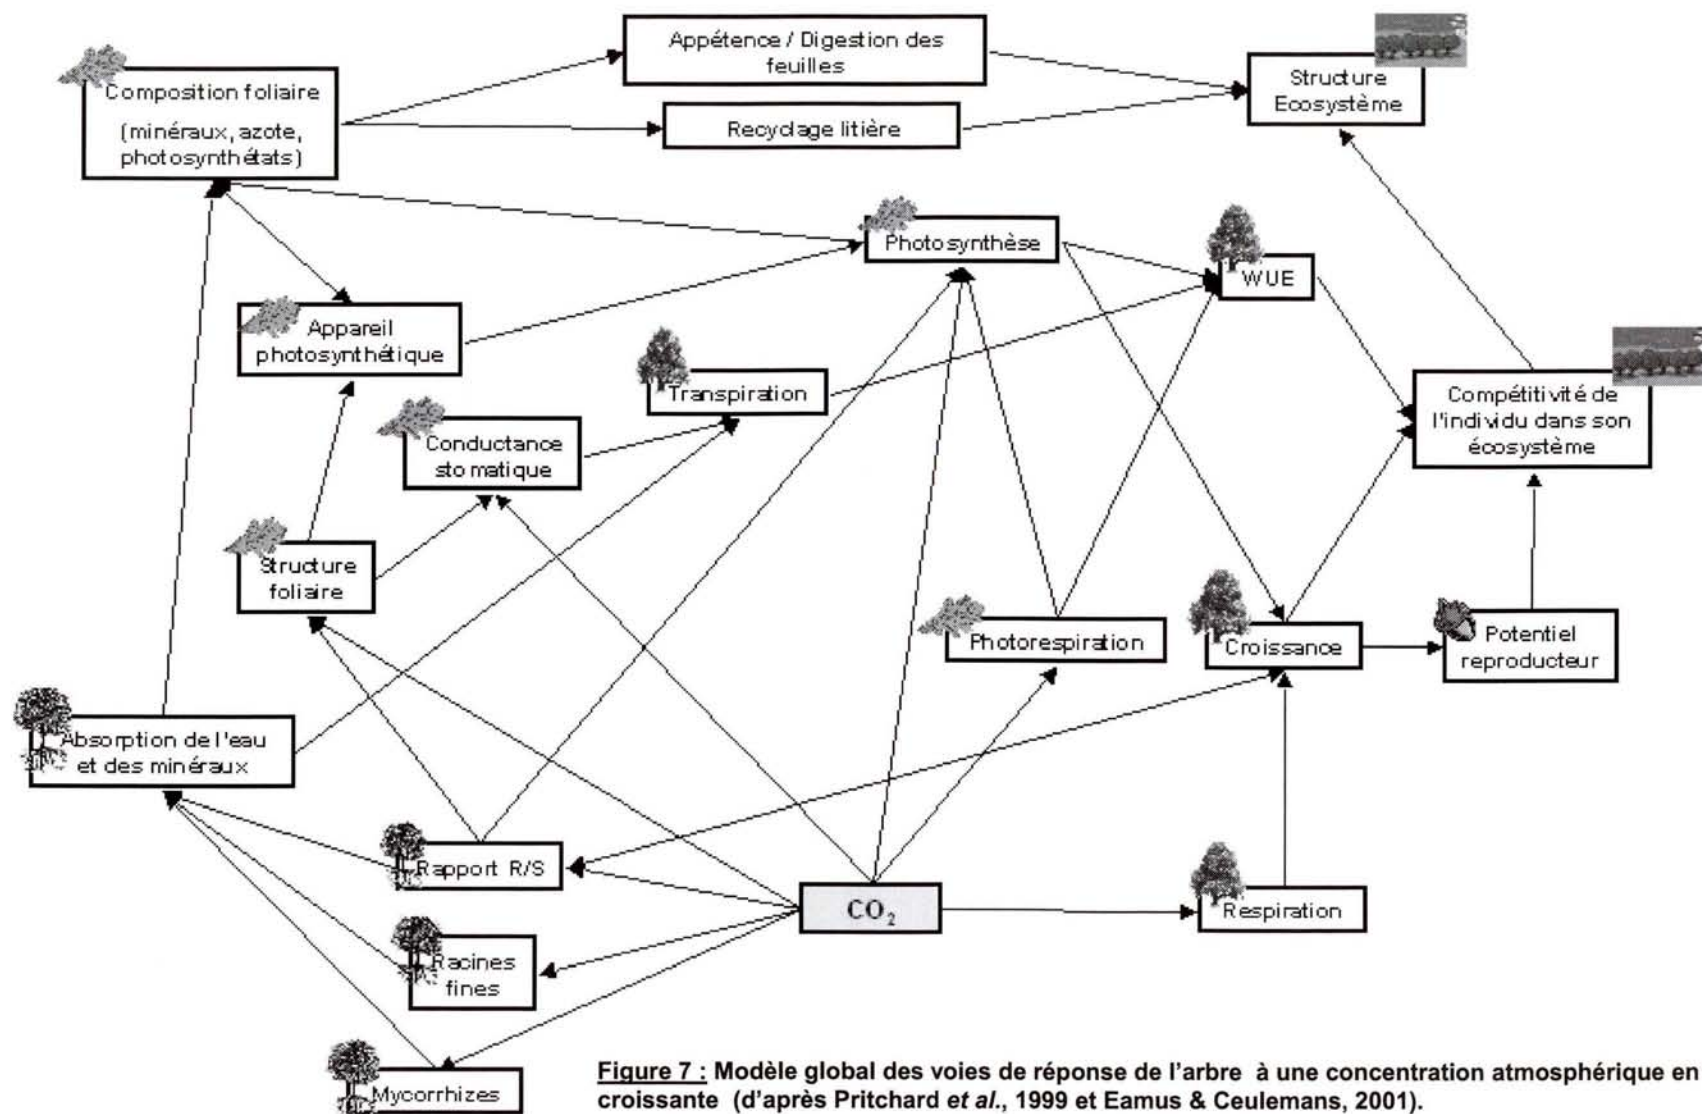 Appétence / Digestion des
feuilles
Structure
Ecosystème
Composition foliaire
(minéraux, azote,
photosynthétats)
Recyclage litière
Photosynthèse
WUE
Appareil
photosynthétique
Transpiration
Compétitivité de
l'individu dans son
écosystème
Conductance
stomatique
Structure
foliaire
Photorespiration
Croissance
Potentiel
reproducteur
Absorption de l'eau
et des minéraux
Rapport R/S
CO₂
Respiration
Racines
fines
Mycorrhizes
Figure 7 : Modèle global des voies de réponse de l'arbre à une concentration atmosphérique en
croissante (d'après Pritchard et al., 1999 et Eamus & Ceulemans, 2001).